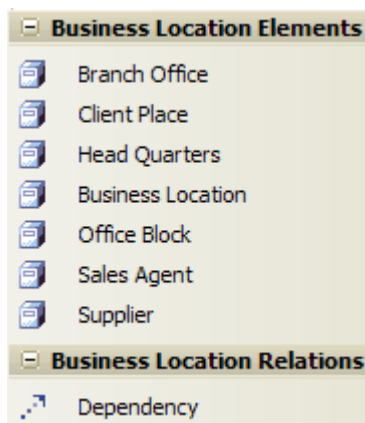 Business Location Elements
Branch Office
Client Place
Head Quarters
Business Location
Office Block
Sales Agent
Supplier
Business Location Relations
Dependency